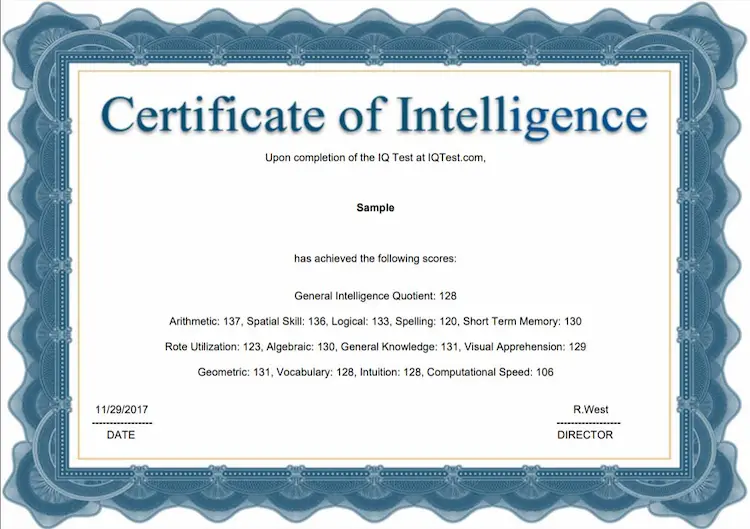 Certificate of Intelligence
Upon completion of the IQ Test at IQTest.com,
Sample
has achieved the following scores:
General Intelligence Quotient: 128
Arithmetic: 137, Spatial Skill: 136, Logical: 133, Spelling: 120, Short Term Memory: 130
Rote Utilization: 123, Algebraic: 130, General Knowledge: 131, Visual Apprehension: 129
Geometric: 131, Vocabulary: 128, Intuition: 128, Computational Speed: 106
11/29/2017 R.West
----------------- ------------------
DATE DIRECTOR